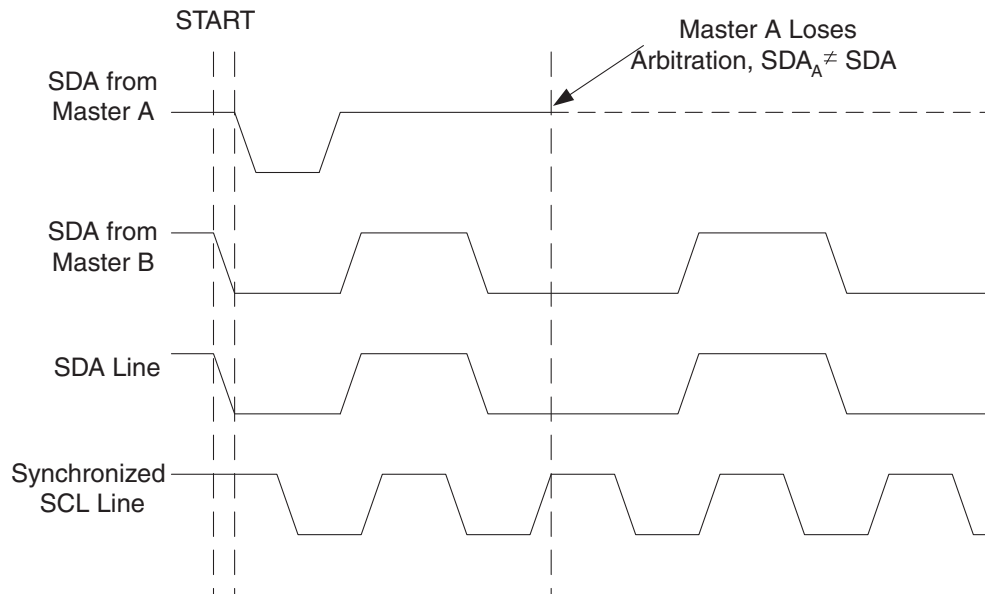 START
Master A Loses
Arbitration, SDA_A ≠ SDA
SDA from
Master A
SDA from
Master B
SDA Line
Synchronized
SCL Line